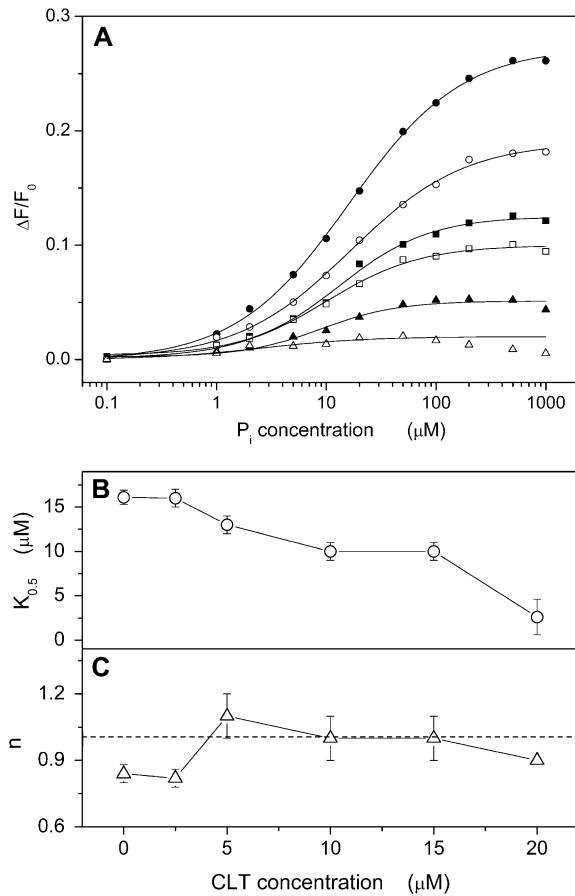 A
0.3
0.2
0.1
0.0
ΔF/F0
0.1 1 10 100 1000
Pi concentration (μM)
B
15
10
5
0
K0.5 (μM)
C
1.2
0.9
0.6
n
0 5 10 15 20
CLT concentration (μM)